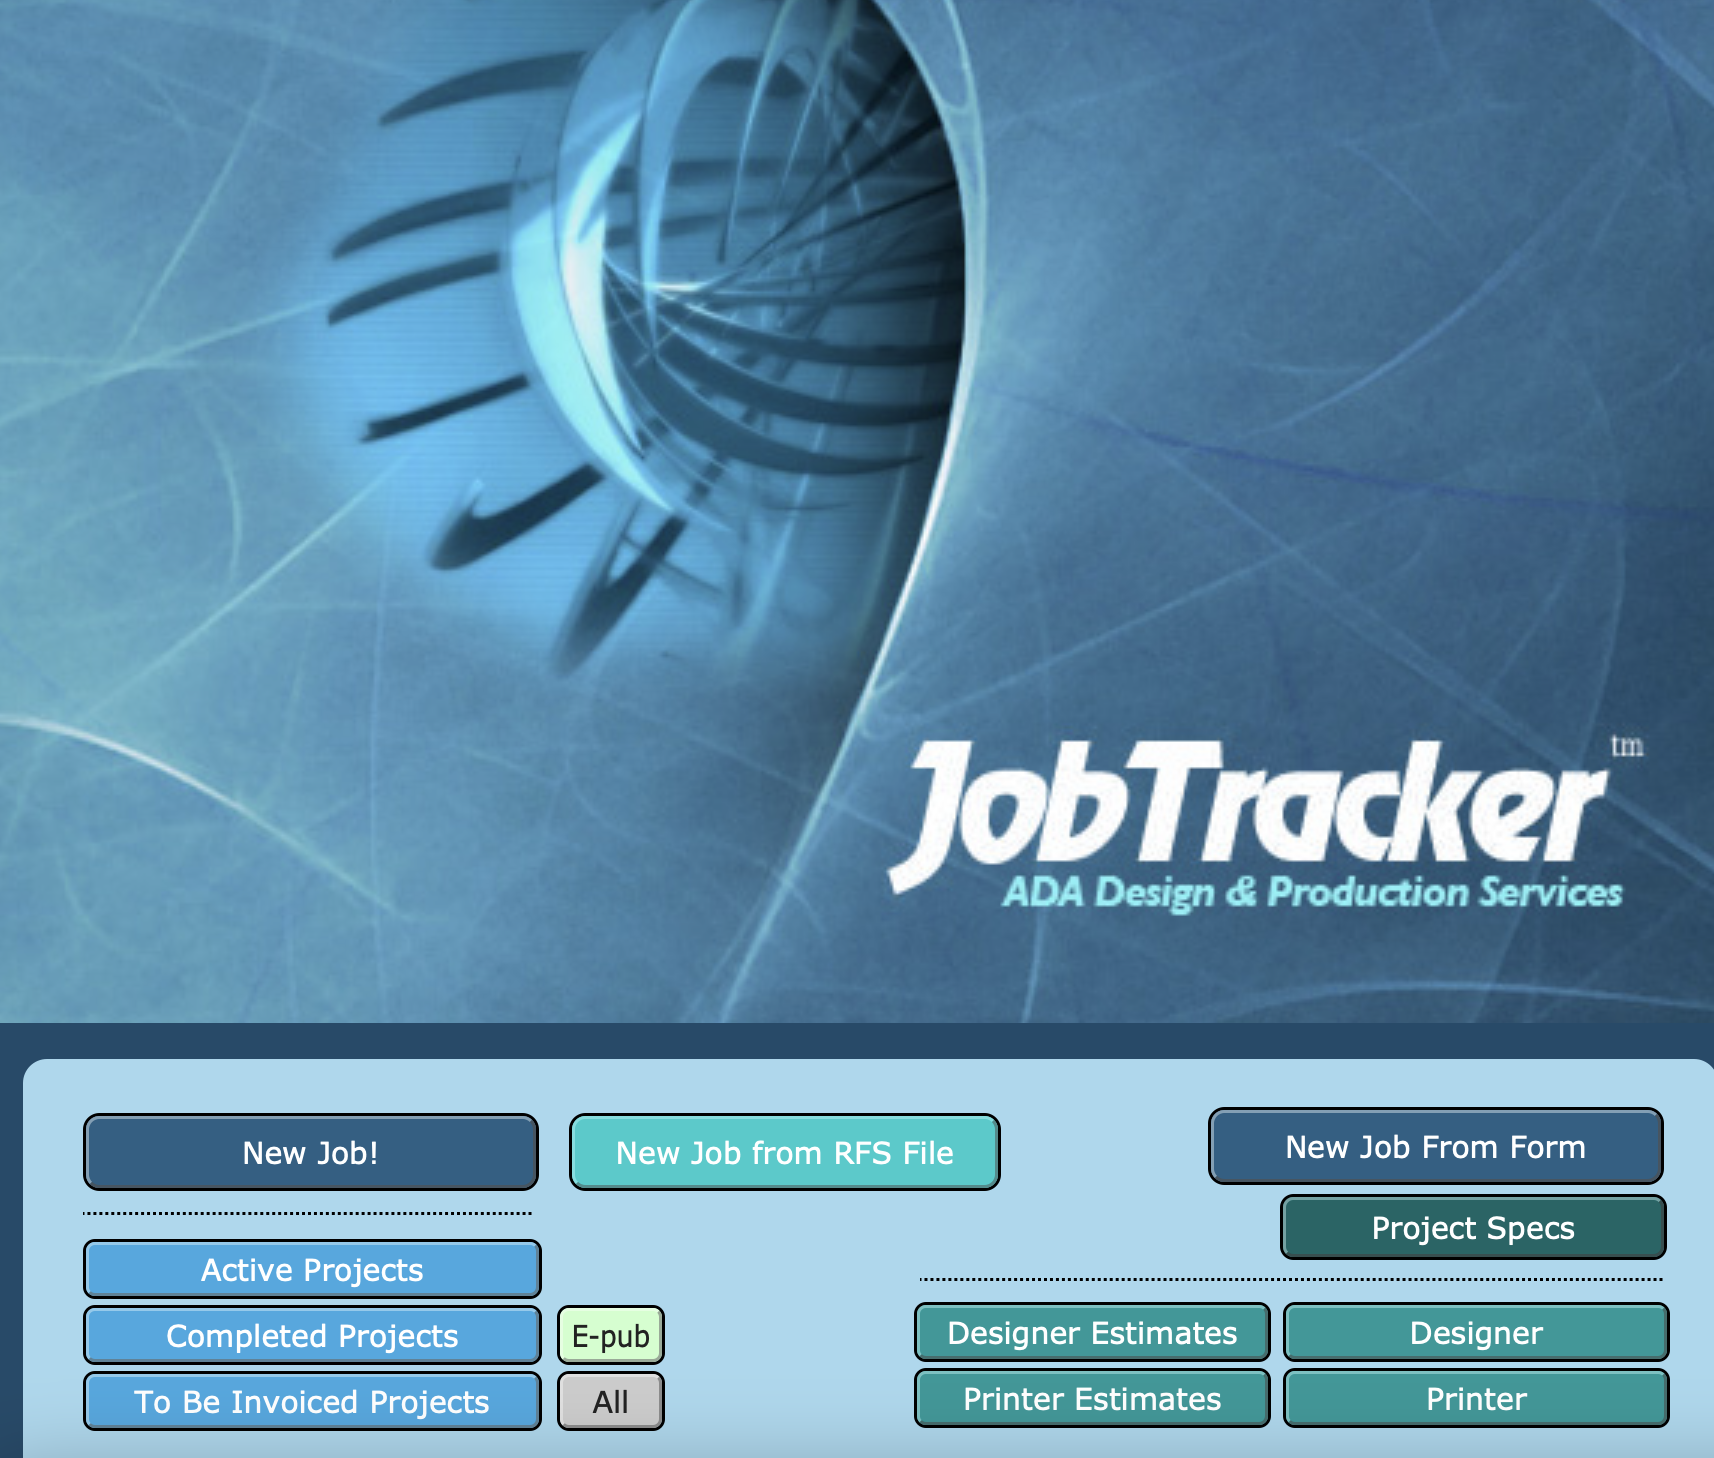 JobTracker tm
ADA Design & Production Services
New Job!
New Job from RFS File
New Job From Form
Project Specs
Active Projects
Completed Projects
E-pub
Designer Estimates
Designer
To Be Invoiced Projects
All
Printer Estimates
Printer